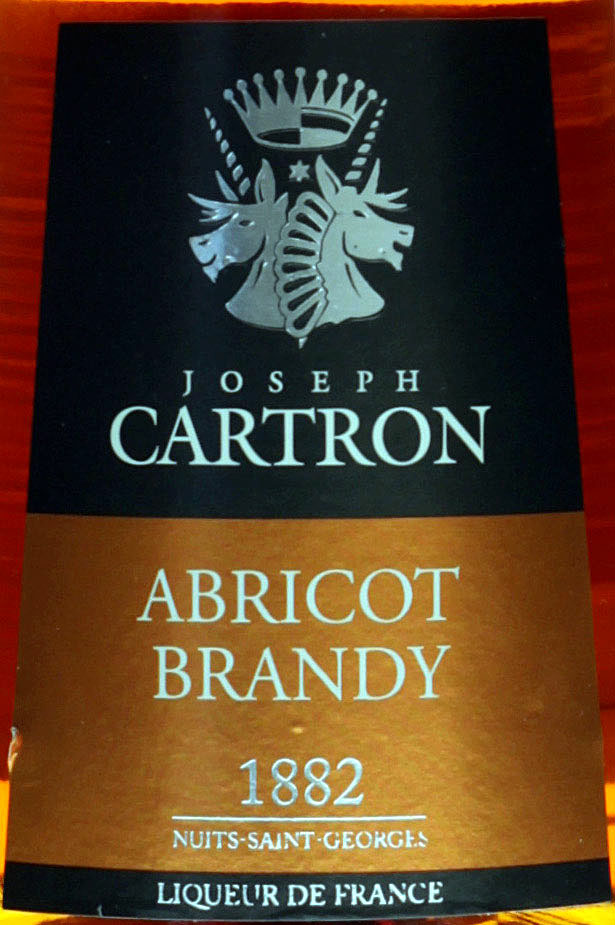 JOSEPH
CARTRON
ABRICOT
BRANDY
1882
NUITS-SAINT-GEORGES
LIQUEUR DE FRANCE